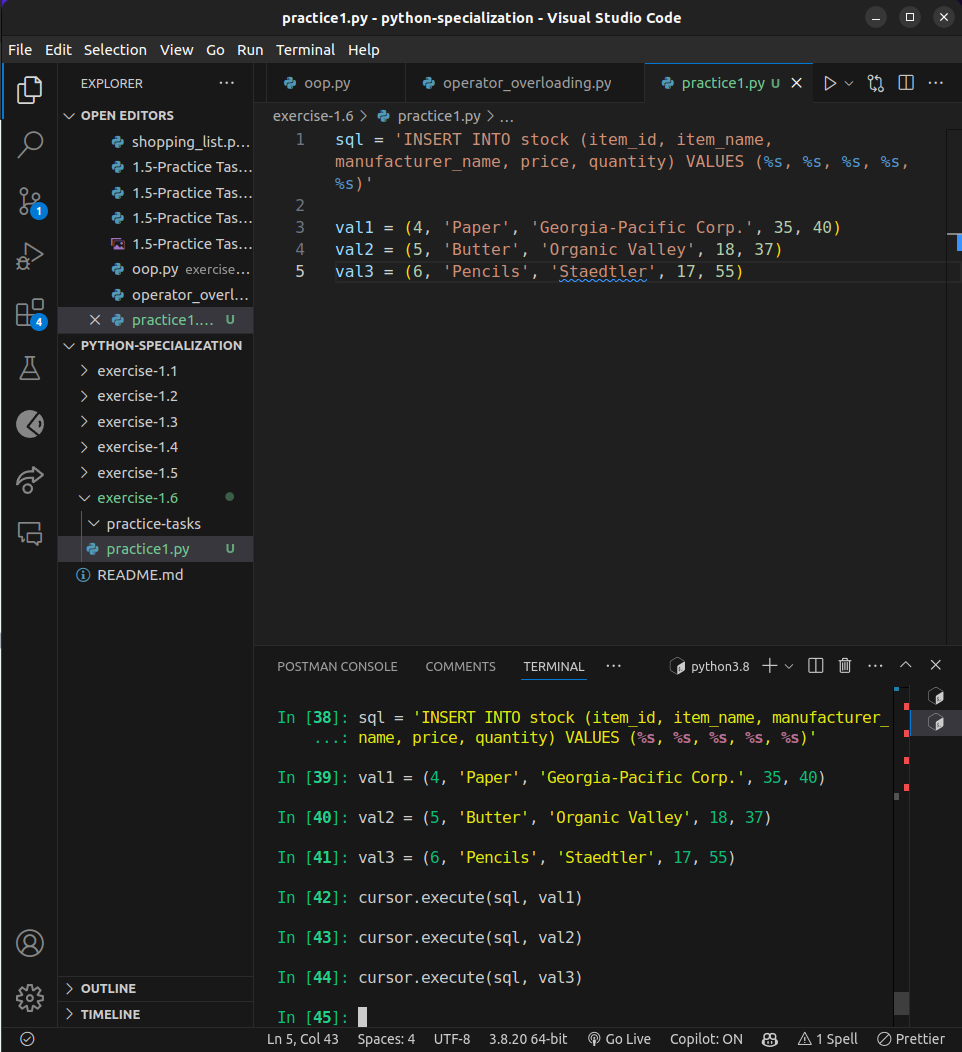 practice1.py - python-specialization - Visual Studio Code
File Edit Selection View Go Run Terminal Help
EXPLORER
oop.py
operator_overloading.py
practice1.py U
OPEN EDITORS
shopping_list.p...
1.5-Practice Tas...
1.5-Practice Tas...
1.5-Practice Tas...
1.5-Practice Tas...
oop.py exercise...
operator_overl...
practice1.... U
PYTHON-SPECIALIZATION
exercise-1.1
exercise-1.2
exercise-1.3
exercise-1.4
exercise-1.5
exercise-1.6
practice-tasks
practice1.py U
README.md
OUTLINE
TIMELINE
1
4
exercise-1.6 > practice1.py > ...
1 sql = 'INSERT INTO stock (item_id, item_name,
manufacturer_name, price, quantity) VALUES (%s, %s, %s, %s,
%s)'
2
3 val1 = (4, 'Paper', 'Georgia-Pacific Corp.', 35, 40)
4 val2 = (5, 'Butter', 'Organic Valley', 18, 37)
5 val3 = (6, 'Pencils', 'Staedtler', 17, 55)
POSTMAN CONSOLE COMMENTS TERMINAL ... python3.8
In [38]: sql = 'INSERT INTO stock (item_id, item_name, manufacturer_
...: name, price, quantity) VALUES (%s, %s, %s, %s, %s)'
In [39]: val1 = (4, 'Paper', 'Georgia-Pacific Corp.', 35, 40)
In [40]: val2 = (5, 'Butter', 'Organic Valley', 18, 37)
In [41]: val3 = (6, 'Pencils', 'Staedtler', 17, 55)
In [42]: cursor.execute(sql, val1)
In [43]: cursor.execute(sql, val2)
In [44]: cursor.execute(sql, val3)
In [45]:
Ln 5, Col 43 Spaces: 4 UTF-8 3.8.20 64-bit Go Live Copilot: ON 1 Spell Prettier